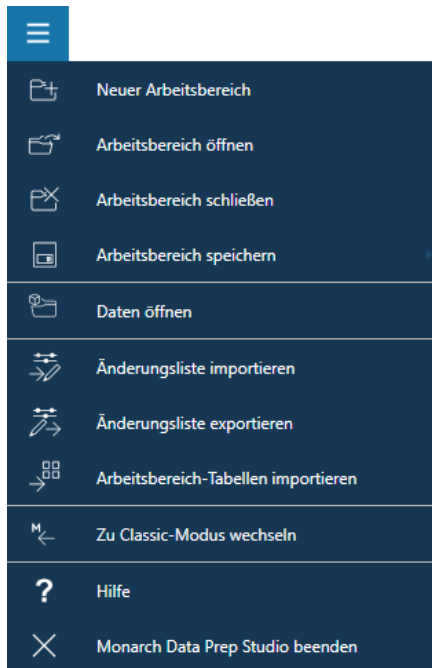 Neuer Arbeitsbereich
Arbeitsbereich öffnen
Arbeitsbereich schließen
Arbeitsbereich speichern
Daten öffnen
Änderungsliste importieren
Änderungsliste exportieren
Arbeitsbereich-Tabellen importieren
M Zu Classic-Modus wechseln
? Hilfe
Monarch Data Prep Studio beenden